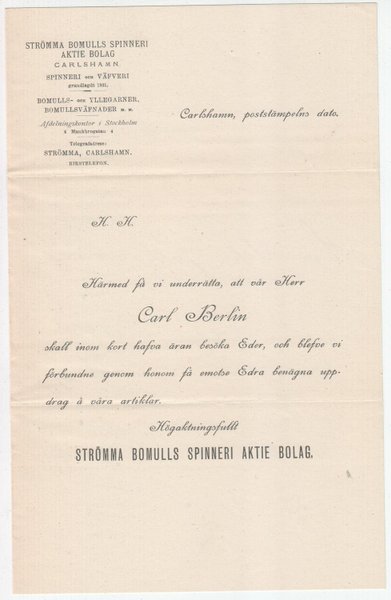 STRÖMMA BOMULLS SPINNERI
AKTIE BOLAG
CARLSHAMN.
SPINNERI OCH VÄFVERI
BOMULLS- OCH YLLEGARNER,
BOMULLSVÄFNADER M. M.
Afdelningskontor i Stockholm
4 Munkbrogatan 4
Telegrafadress:
STRÖMMA, CARLSHAMN.
RIKSTELEFON.
Carlshamn, poststämpelns dato.
H. H.
Härmed få vi underrätta, att vår Herr
Carl Berlin
skall inom kort hafva äran besöka Eder, och blefve vi
förbundne genom honom få emotse Edra benägna upp-
drag å våra artiklar.
Högaktningsfullt
STRÖMMA BOMULLS SPINNERI AKTIE BOLAG.